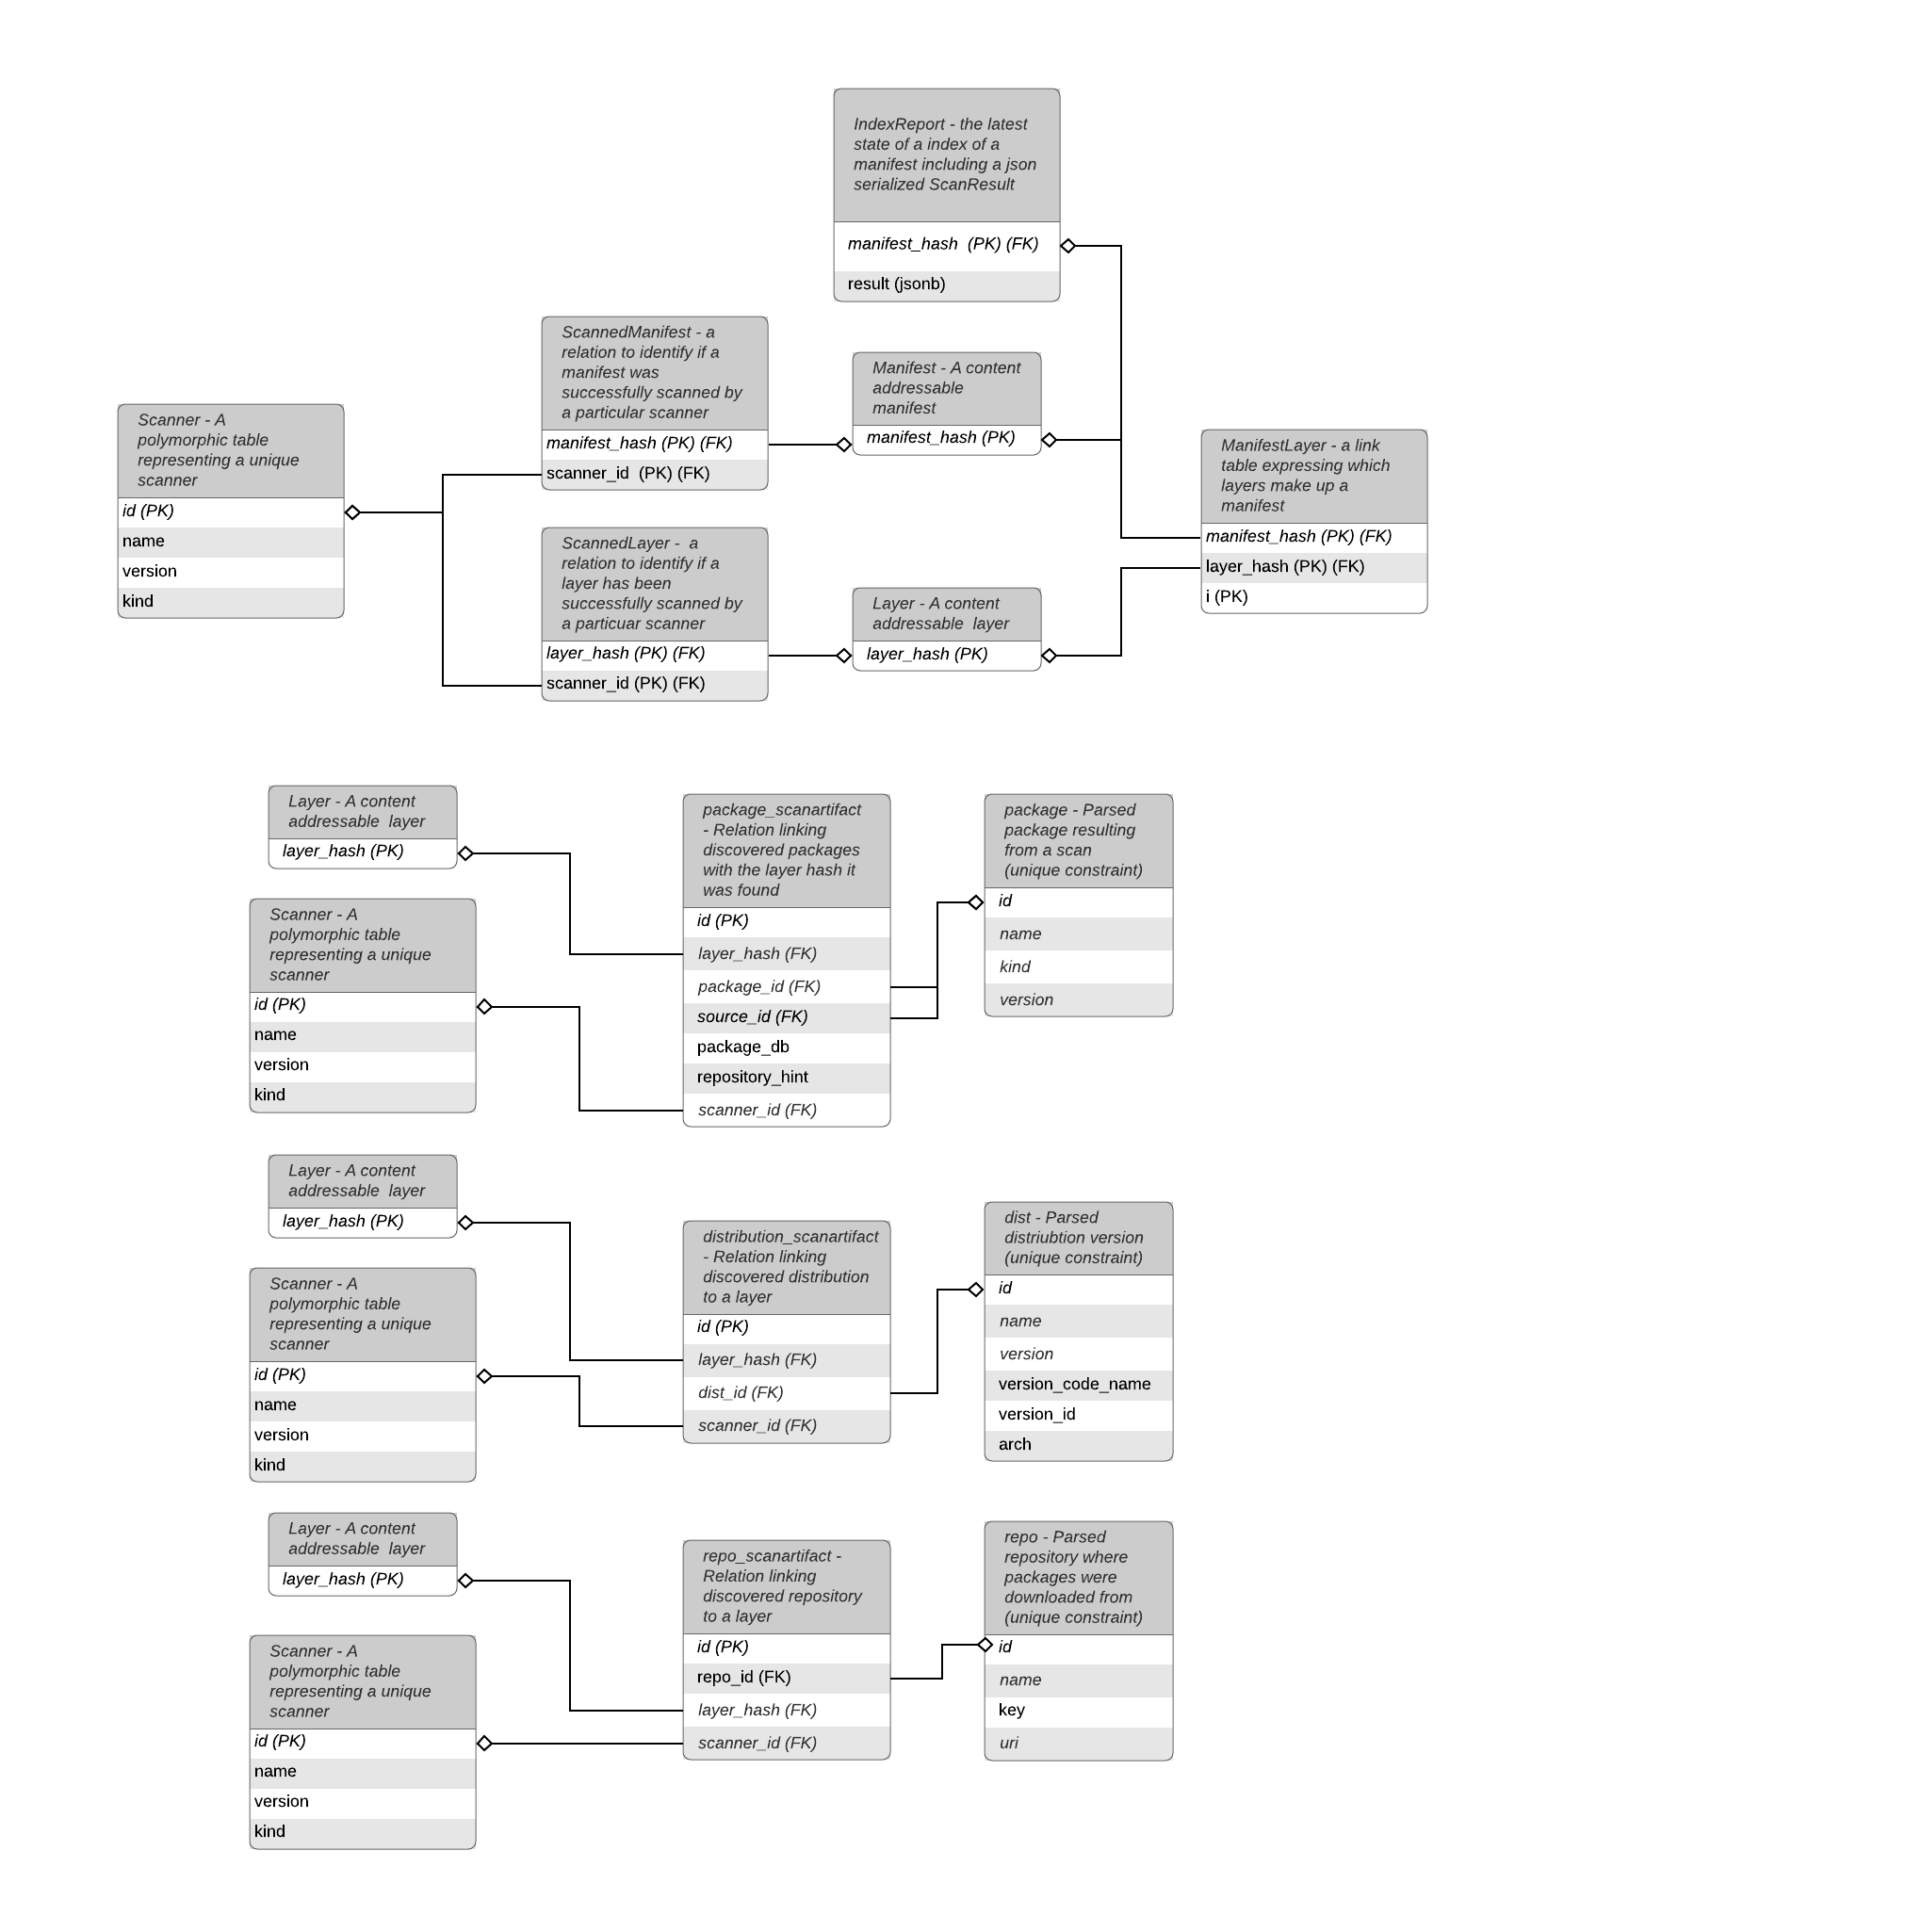 IndexReport - the latest
state of a index of a
manifest including a json
serialized ScanResult
manifest_hash  (PK) (FK)
result (jsonb)
ScannedManifest - a
relation to identify if a
manifest was
successfully scanned by
a particular scanner
manifest_hash (PK) (FK)
scanner_id  (PK) (FK)
Manifest - A content
addressable
manifest
manifest_hash (PK)
Scanner - A
polymorphic table
representing a unique
scanner
id (PK)
name
version
kind
ManifestLayer - a link
table expressing which
layers make up a
manifest
manifest_hash (PK) (FK)
layer_hash (PK) (FK)
i (PK)
ScannedLayer -  a
relation to identify if a
layer has been
successfully scanned by
a particuar scanner
layer_hash (PK) (FK)
scanner_id (PK) (FK)
Layer - A content
addressable  layer
layer_hash (PK)
Layer - A content
addressable  layer
layer_hash (PK)
Scanner - A
polymorphic table
representing a unique
scanner
id (PK)
name
version
kind
package_scanartifact
- Relation linking
discovered packages
with the layer hash it
was found
id (PK)
layer_hash (FK)
package_id (FK)
source_id (FK)
package_db
repository_hint
scanner_id (FK)
package - Parsed
package resulting
from a scan
(unique constraint)
id
name
kind
version
Layer - A content
addressable  layer
layer_hash (PK)
Scanner - A
polymorphic table
representing a unique
scanner
id (PK)
name
version
kind
distribution_scanartifact
- Relation linking
discovered distribution
to a layer
id (PK)
layer_hash (FK)
dist_id (FK)
scanner_id (FK)
dist - Parsed
distriubtion version
(unique constraint)
id
name
version
version_code_name
version_id
arch
Layer - A content
addressable  layer
layer_hash (PK)
Scanner - A
polymorphic table
representing a unique
scanner
id (PK)
name
version
kind
repo_scanartifact -
Relation linking
discovered repository
to a layer
id (PK)
repo_id (FK)
layer_hash (FK)
scanner_id (FK)
repo - Parsed
repository where
packages were
downloaded from
(unique constraint)
id
name
key
uri